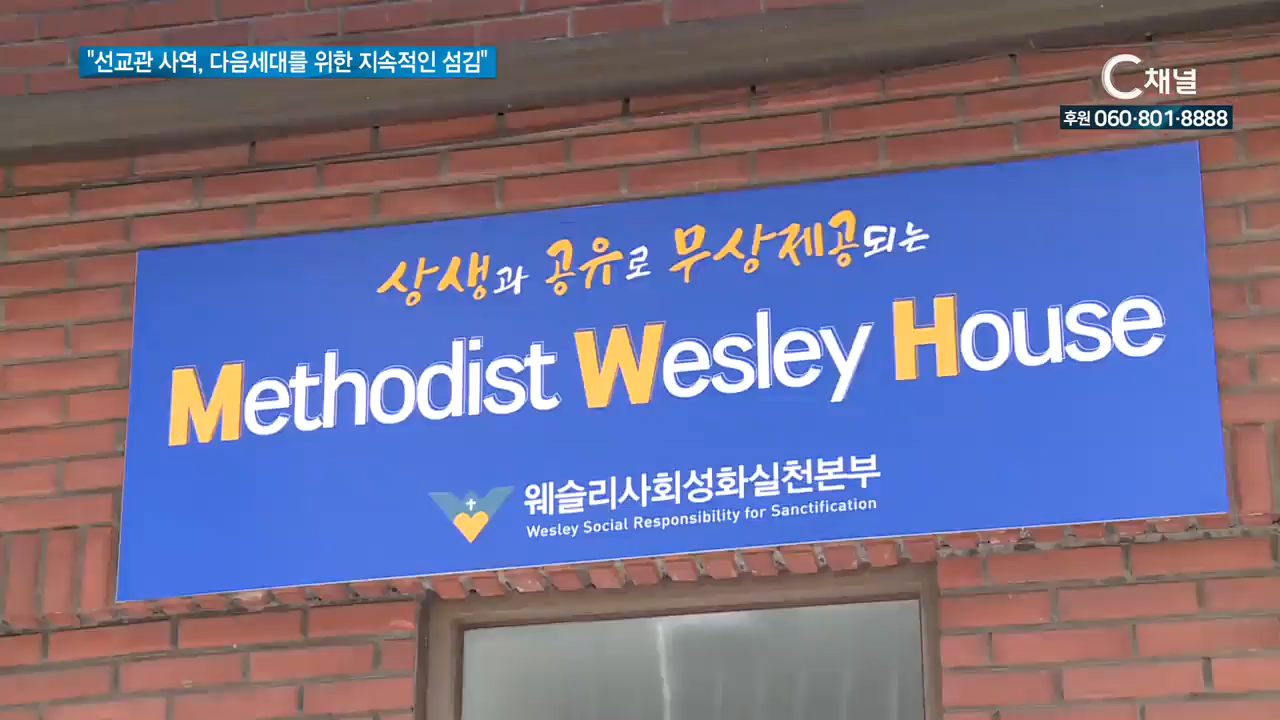 "선교관 사역, 다음세대를 위한 지속적인 섬김"
C채널
후원 060·801·8888
상생과 공유로 무상제공되는
Methodist Wesley House
웨슬리사회성화실천본부
Wesley Social Responsibility for Sanctification